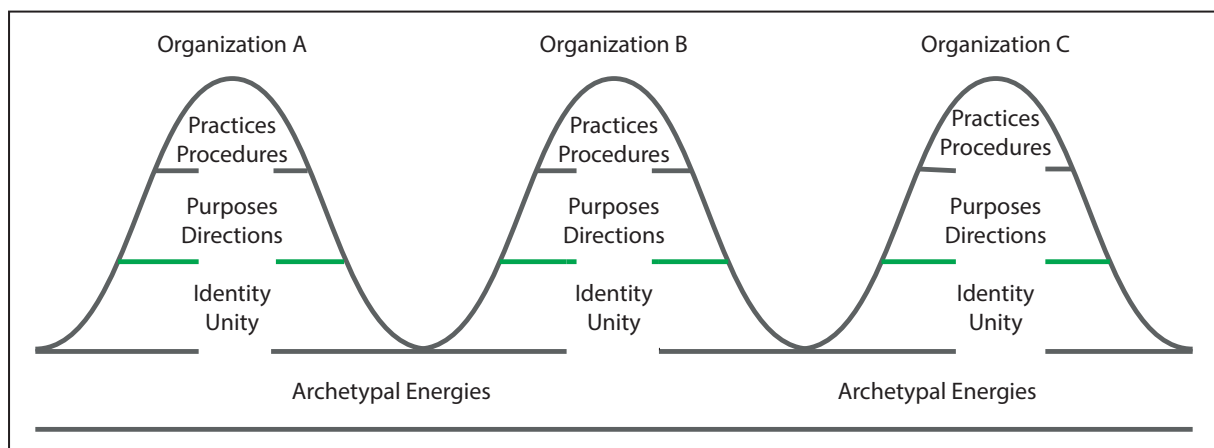 Organization A
Organization B
Organization C
Practices
Procedures
Practices
Procedures
Practices
Procedures
Purposes
Directions
Purposes
Directions
Purposes
Directions
Identity
Unity
Identity
Unity
Identity
Unity
Archetypal Energies
Archetypal Energies